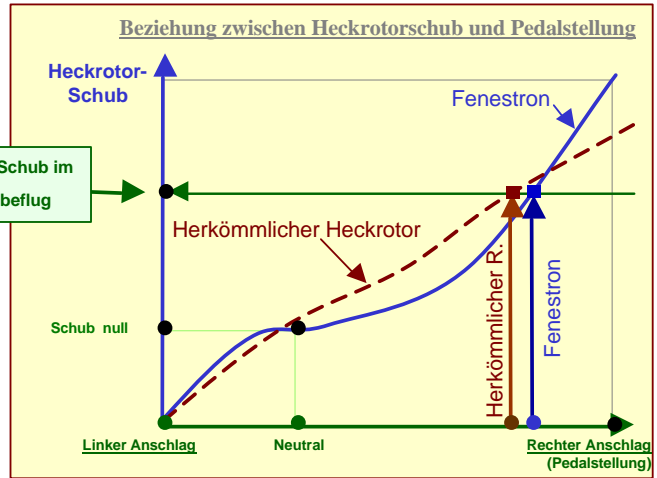 Beziehung zwischen Heckrotorschub und Pedalstellung
Heckrotor-
Schub
Fenestron
Schub im
beflug
Herkömmlicher Heckrotor
Herkömmlicher R.
Fenestron
Schub null
Linker Anschlag
Neutral
Rechter Anschlag
(Pedalstellung)